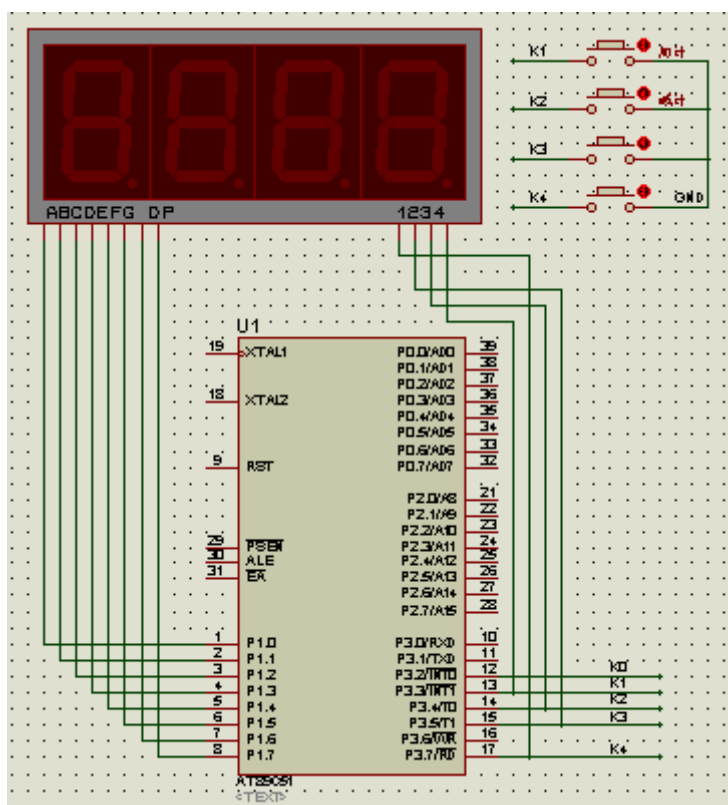 K1
K2
K3
K4 GND
ABCDEFG DP 1234
U1
19 XTAL1 P0.0/AD0 39
P0.1/AD1 38
P0.2/AD2 37
18 XTAL2 P0.3/AD3 36
P0.4/AD4 35
P0.5/AD5 34
P0.6/AD6 33
9 RST P0.7/AD7 32
P2.0/A8 21
P2.1/A9 22
P2.2/A10 23
29 PSEN P2.3/A11 24
30 ALE P2.4/A12 25
31 EA P2.5/A13 26
P2.6/A14 27
P2.7/A15 28
1 P1.0 P3.0/RXD 10
2 P1.1 P3.1/TXD 11
3 P1.2 P3.2/INT0 12 K0
4 P1.3 P3.3/INT1 13 K1
5 P1.4 P3.4/T0 14 K2
6 P1.5 P3.5/T1 15 K3
7 P1.6 P3.6/WR 16
8 P1.7 P3.7/RD 17 K4
AT89C51
<TEXT>